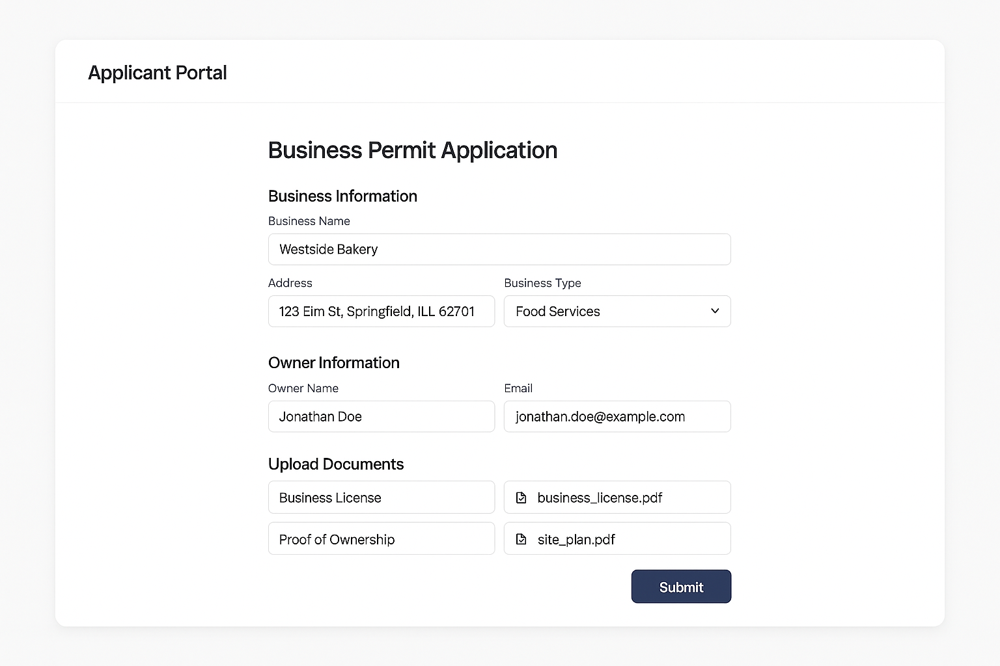 Applicant Portal
Business Permit Application
Business Information
Business Name
Westside Bakery
Address
Business Type
123 Eim St, Springfield, ILL 62701
Food Services
Owner Information
Owner Name
Email
Jonathan Doe
jonathan.doe@example.com
Upload Documents
Business License
business_license.pdf
Proof of Ownership
site_plan.pdf
Submit